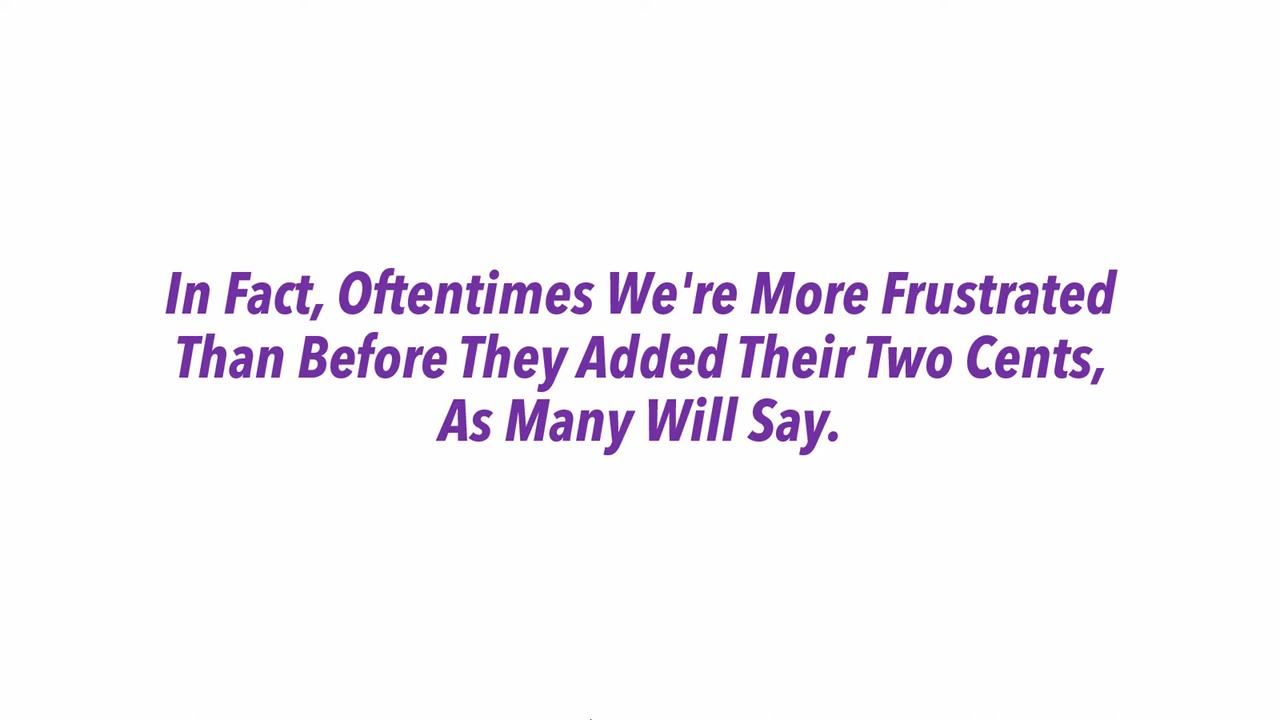 In Fact, Oftentimes We're More Frustrated
Than Before They Added Their Two Cents,
As Many Will Say.